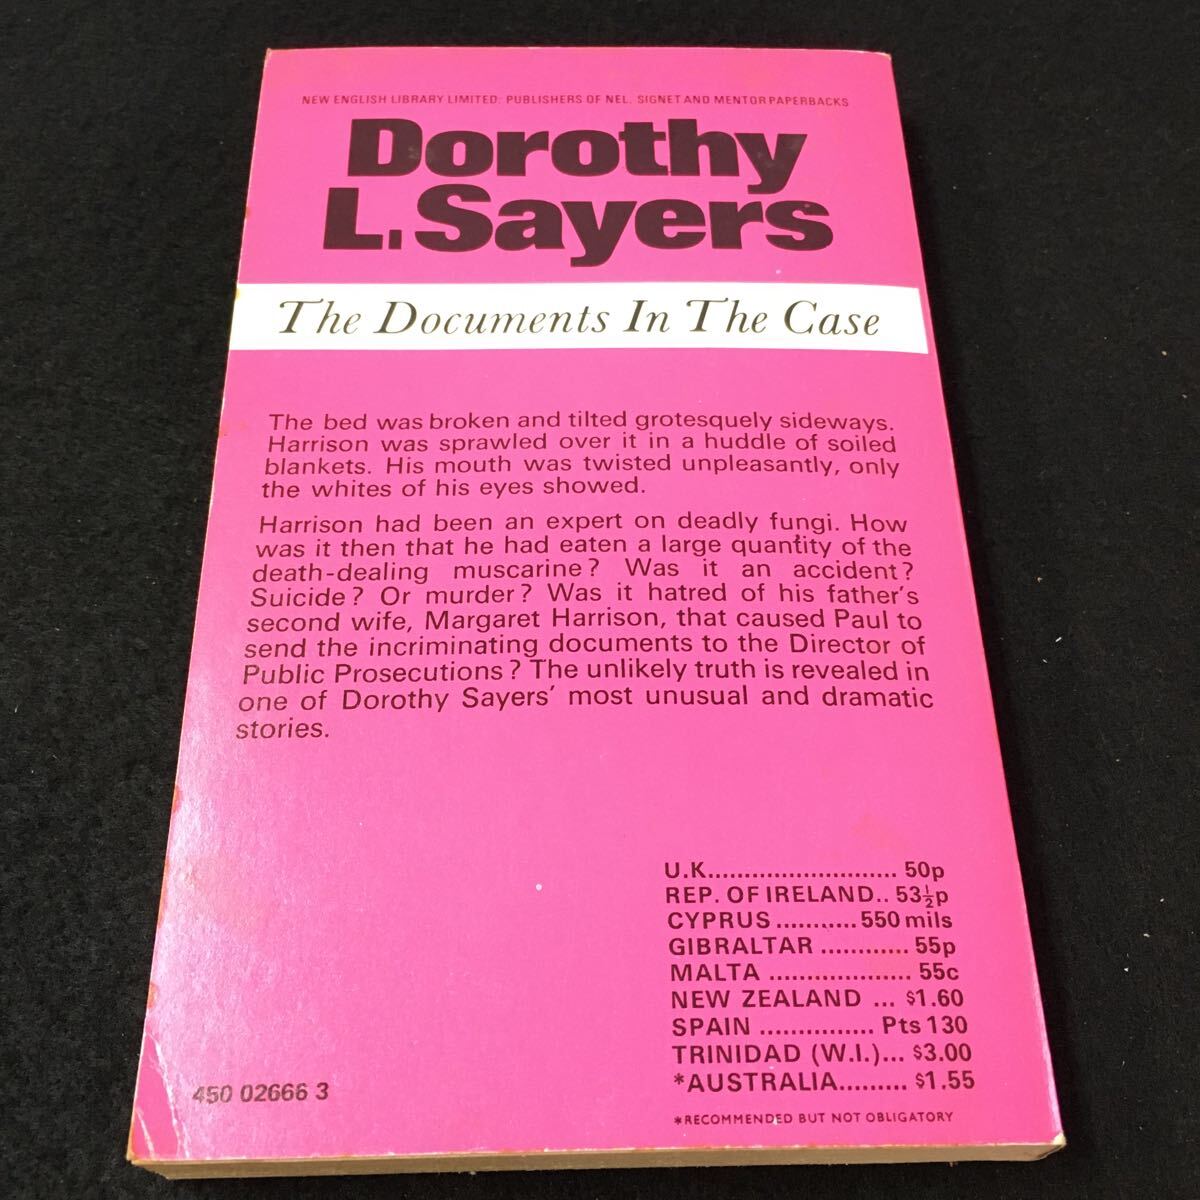 NEW ENGLISH LIBRARY LIMITED: PUBLISHERS OF NEL, SIGNET AND MENTOR PAPERBACKS
Dorothy
L. Sayers
The Documents In The Case
The bed was broken and tilted grotesquely sideways.
Harrison was sprawled over it in a huddle of soiled
blankets. His mouth was twisted unpleasantly, only
the whites of his eyes showed.
Harrison had been an expert on deadly fungi. How
was it then that he had eaten a large quantity of the
death-dealing muscarine? Was it an accident?
Suicide? Or murder? Was it hatred of his father's
second wife, Margaret Harrison, that caused Paul to
send the incriminating documents to the Director of
Public Prosecutions? The unlikely truth is revealed in
one of Dorothy Sayers' most unusual and dramatic
stories.
U.K.......................... 50p
REP. OF IRELAND.. 53½p
CYPRUS ........... 550 mils
GIBRALTAR ............ 55p
MALTA ................... 55c
NEW ZEALAND ... $1.60
SPAIN ............... Pts 130
TRINIDAD (W.I.)... $3.00
*AUSTRALIA......... $1.55
*RECOMMENDED BUT NOT OBLIGATORY
450 02666 3